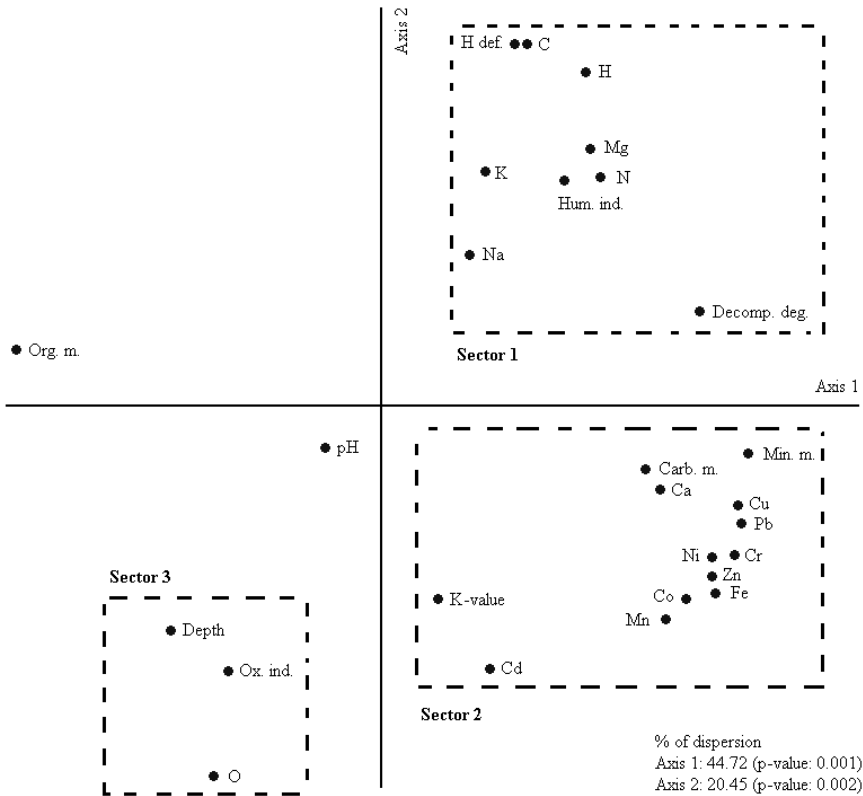 Axis 2
H def.
C
H
Mg
K
N
Hum. ind.
Na
Decomp. deg.
Org. m.
Sector 1
Axis 1
pH
Min. m.
Carb. m.
Ca
Cu
Pb
Ni
Cr
Zn
Sector 3
K-value
Co
Fe
Mn
Depth
Ox. ind.
Cd
Sector 2
O
% of dispersion
Axis 1: 44.72 (p-value: 0.001)
Axis 2: 20.45 (p-value: 0.002)